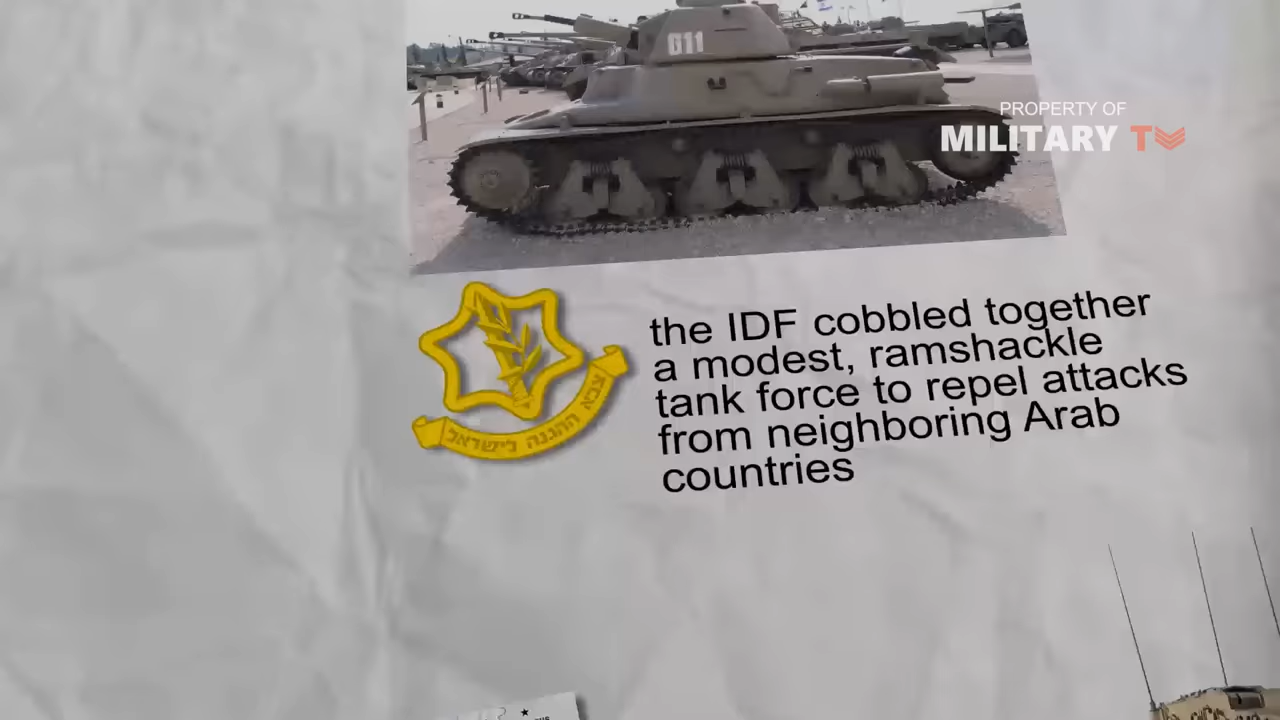 611
PROPERTY OF
MILITARY TV
the IDF cobbled together
a modest, ramshackle
tank force to repel attacks
from neighboring Arab
countries
צבא ההגנה לישראל